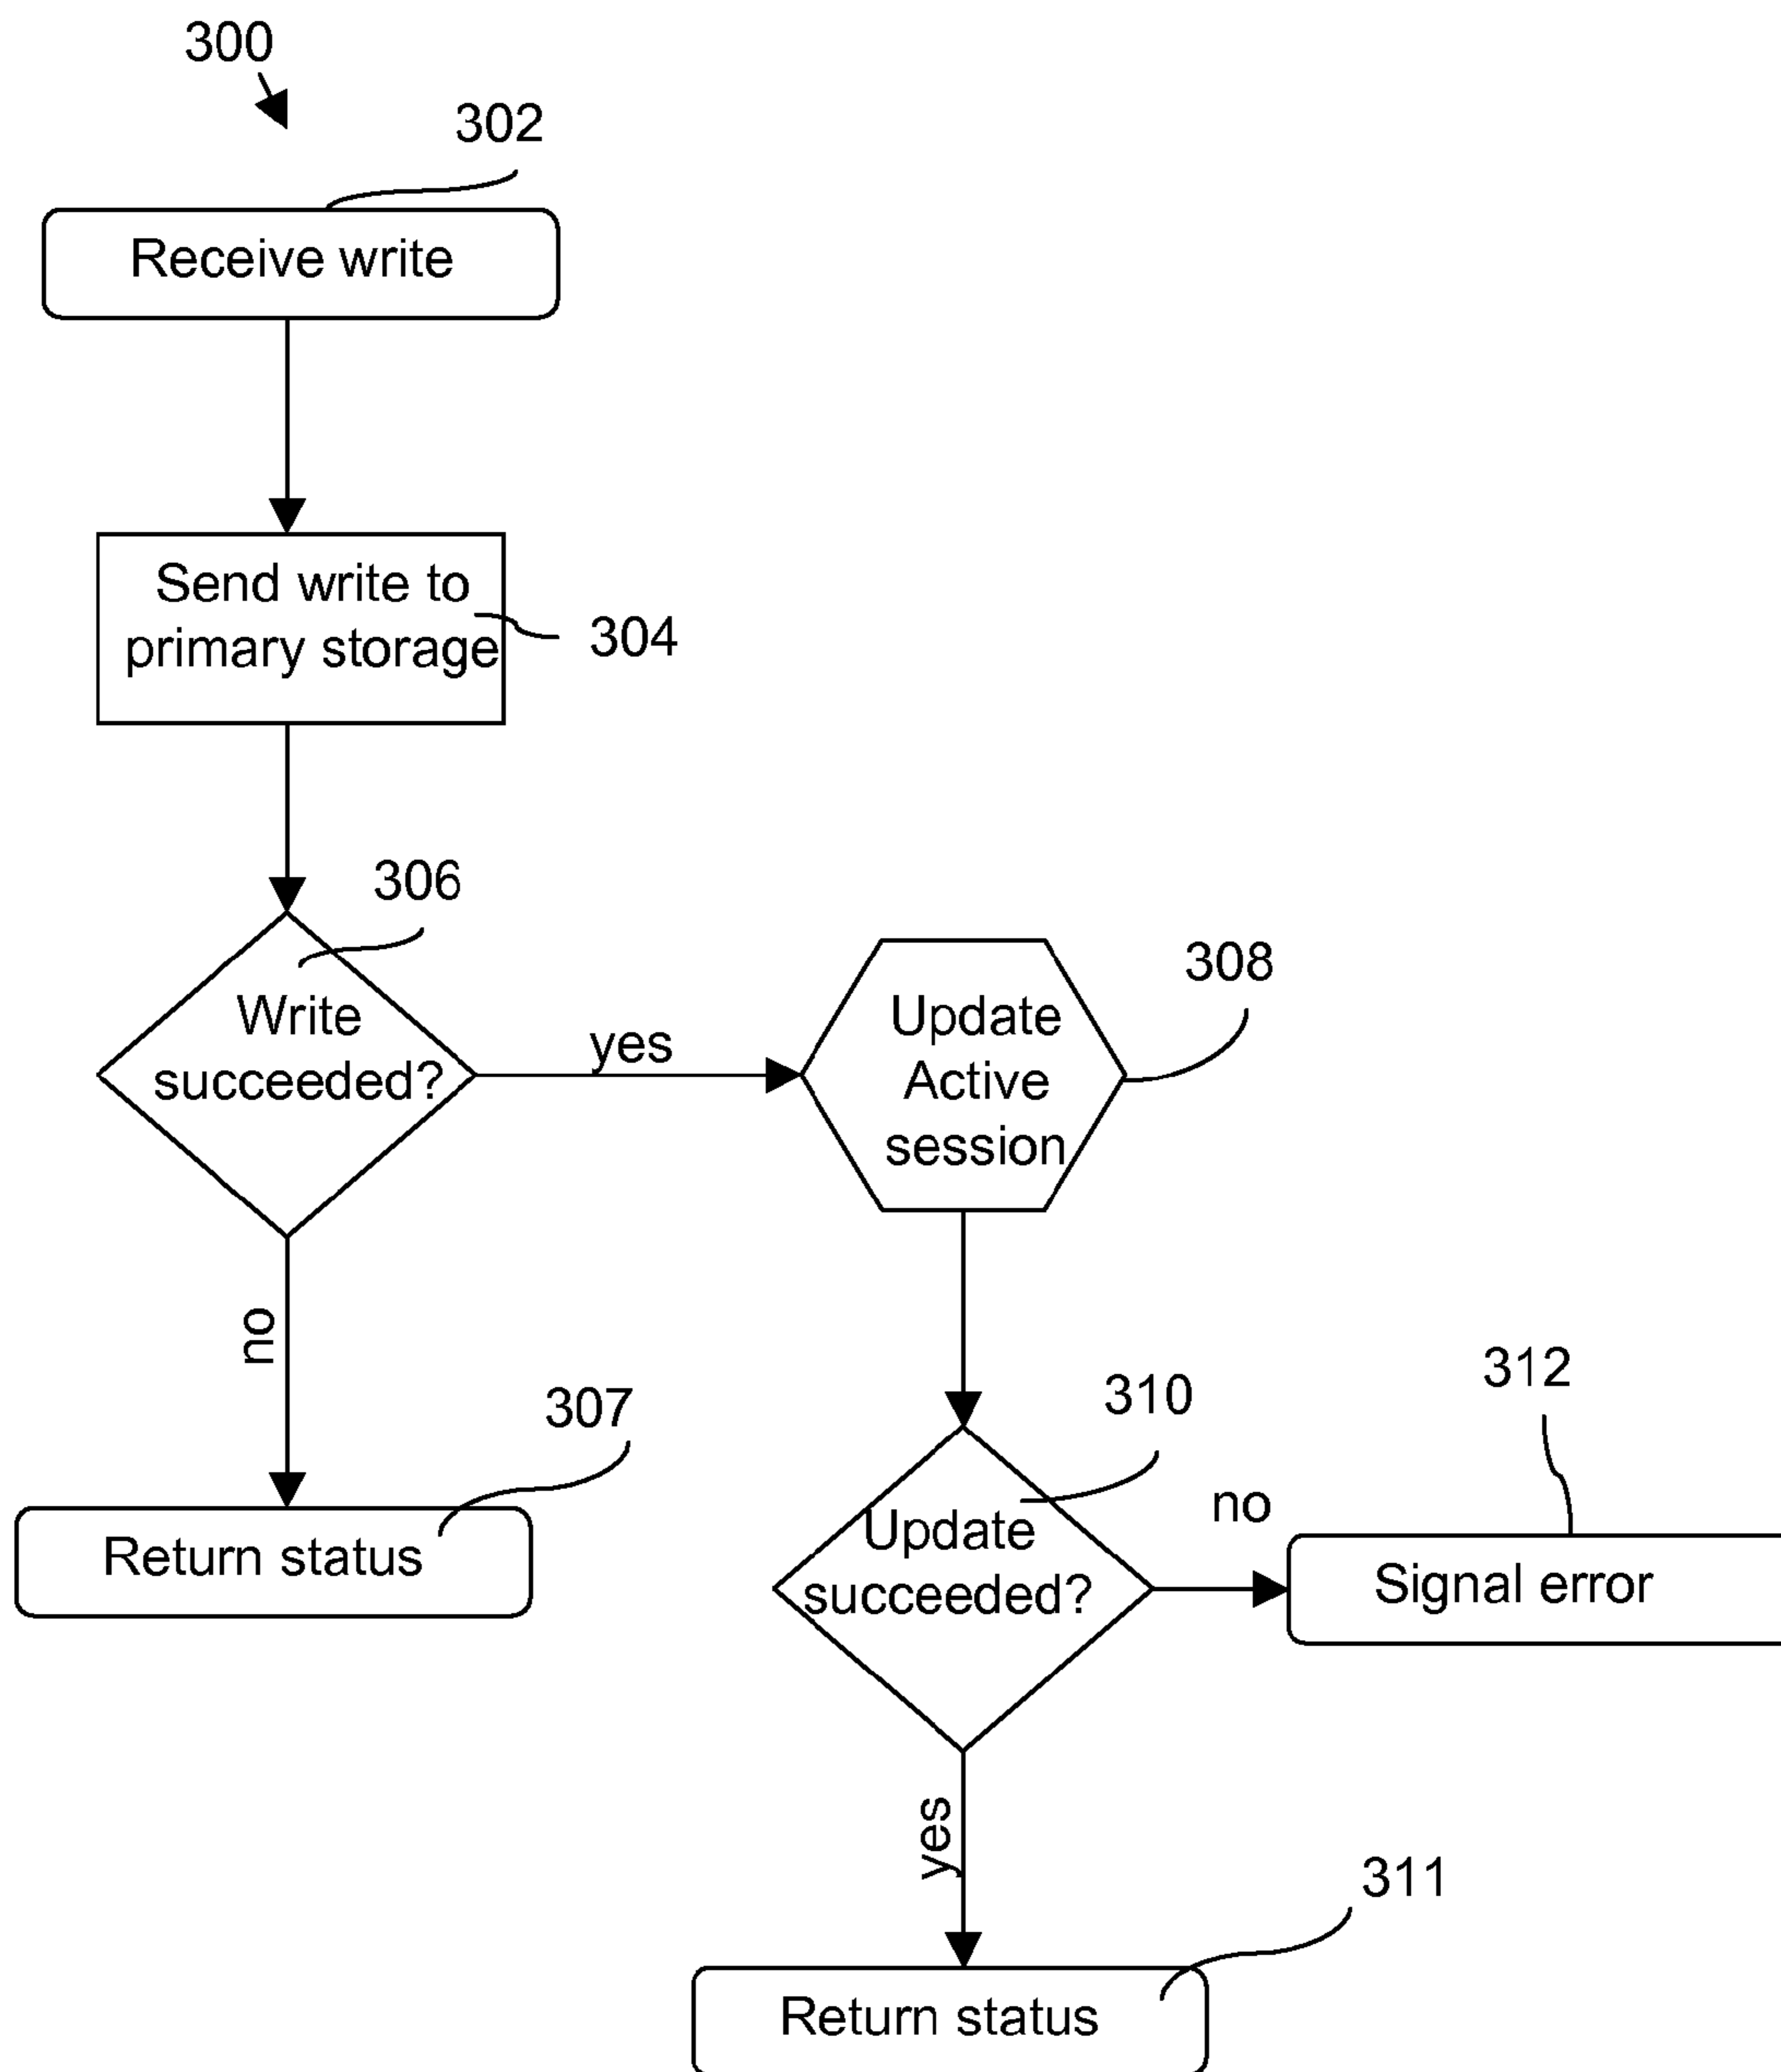 300
302
Receive write
Send write to
primary storage
304
306
Write
succeeded?
yes
Update
Active
session
308
no
307
Return status
310
Update
succeeded?
no
312
Signal error
yes
311
Return status